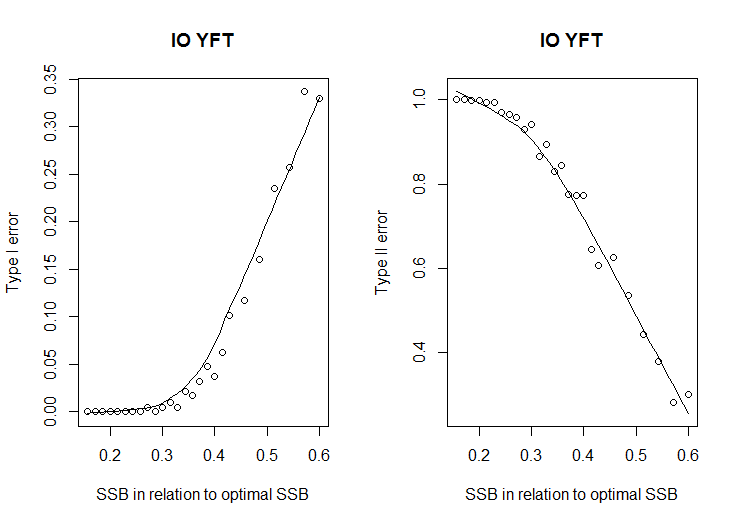 IO YFT
Type I error
0.00 0.05 0.10 0.15 0.20 0.25 0.30 0.35
0.2 0.3 0.4 0.5 0.6
SSB in relation to optimal SSB
IO YFT
Type II error
0.4 0.6 0.8 1.0
0.2 0.3 0.4 0.5 0.6
SSB in relation to optimal SSB